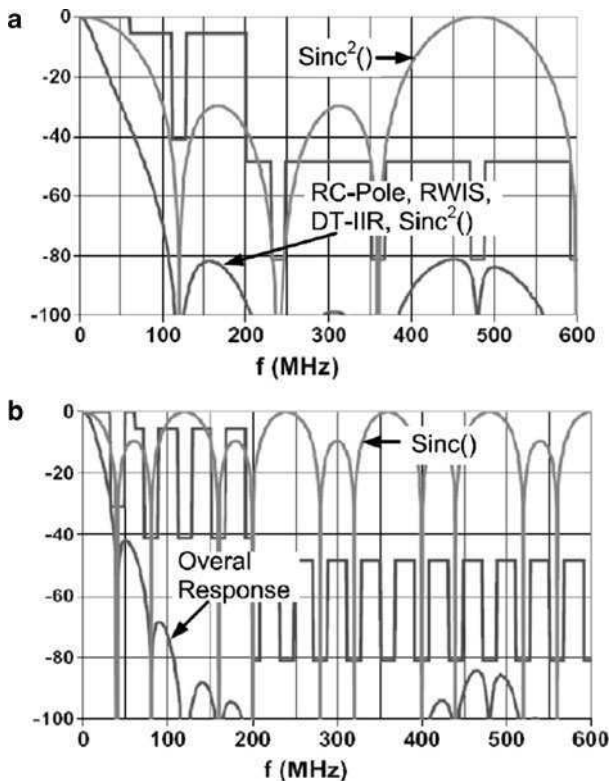 a
0
-20
-40
-60
-80
-100
Sinc²()
RC-Pole, RWIS,
DT-IIR, Sinc²()
0 100 200 300 400 500 600
f (MHz)
b
0
-20
-40
-60
-80
-100
Sinc()
Overal
Response
0 100 200 300 400 500 600
f (MHz)